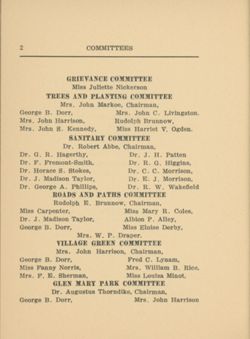 2 COMMITTEES
GRIEVANCE COMMITTEE
Miss Juliette Nickerson
TREES AND PLANTING COMMITTEE
Mrs. John Markoe, Chairman,
George B. Dorr, Mrs. John C. Livingston.
Mrs. John Harrison, Rudolph Brunnow,
Mrs. John S. Kennedy, Miss Harriet V. Ogden.
SANITARY COMMITTEE
Dr. Robert Abbe, Chairman,
Dr. G. R. Hagerthy, Dr. J. H. Patten
Dr. F. Fremont-Smith, Dr. R. G. Higgins,
Dr. Horace S. Stokes, Dr. C. C. Morrison,
Dr. J. Madison Taylor, Dr. E. J. Morrison,
Dr. George A. Phillips, Dr. R. W. Wakefield
ROADS AND PATHS COMMITTEE
Rudolph E. Brunnow, Chairman,
Miss Carpenter, Miss Mary R. Coles,
Dr. J. Madison Taylor, Albion P. Alley,
George B. Dorr, Miss Eloise Derby,
Mrs. W. P. Draper.
VILLAGE GREEN COMMITTEE
Mrs. John Harrison, Chairman,
George B. Dorr, Fred C. Lynam,
Miss Fanny Norris, Mrs. William B. Rice,
Mrs. F. E. Sherman, Miss Louisa Minot,
GLEN MARY PARK COMMITTEE
Dr. Augustus Thorndike, Chairman,
George B. Dorr, Mrs. John Harrison